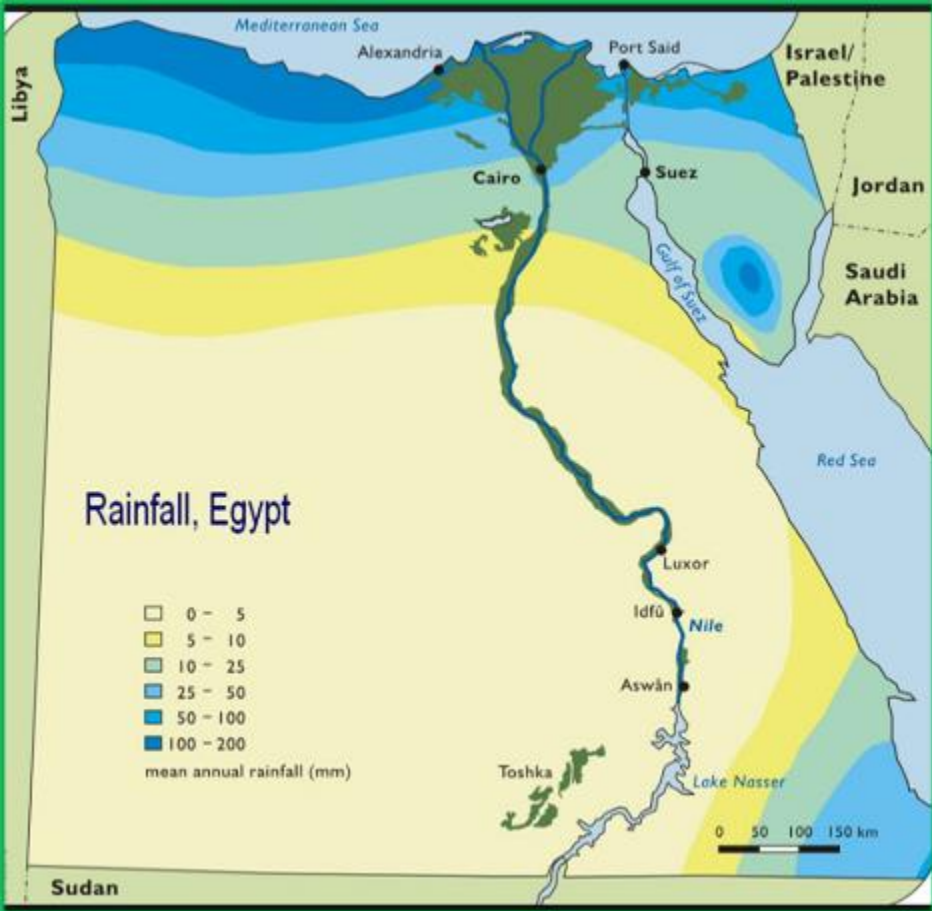 Mediterranean Sea
Alexandria
Port Said
Israel/
Palestine
Libya
Cairo
Suez
Jordan
Gulf of Suez
Saudi
Arabia
Red Sea
Rainfall, Egypt
Luxor
Idfû
Nile
Aswân
0 – 5
5 – 10
10 – 25
25 – 50
50 – 100
100 – 200
mean annual rainfall (mm)
Toshka
Lake Nasser
0 50 100 150 km
Sudan